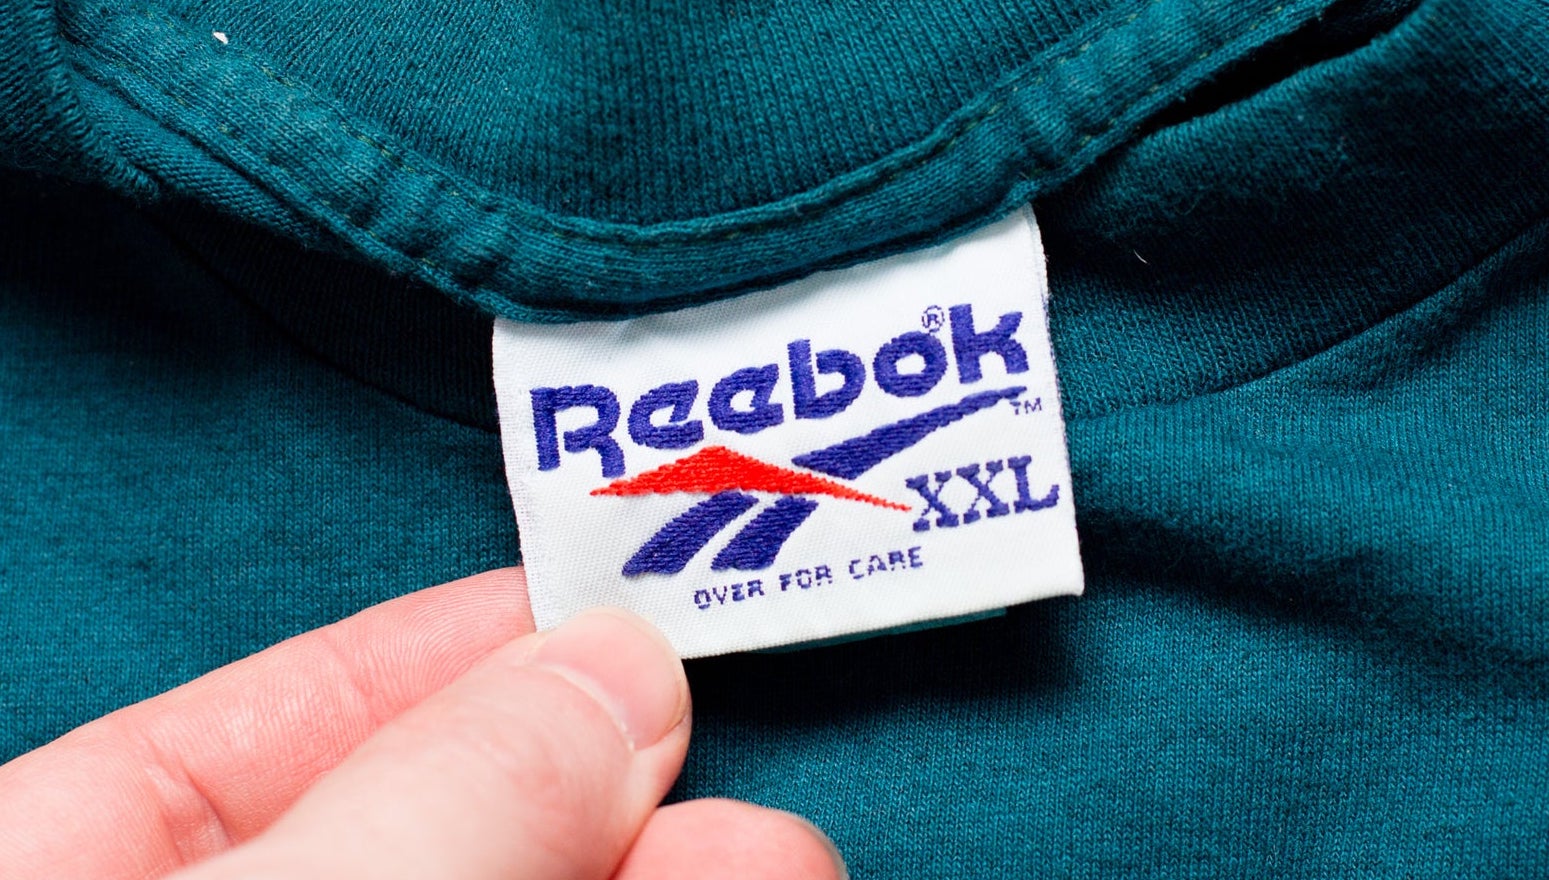 Reebok®
TM
XXL
OVER FOR CARE